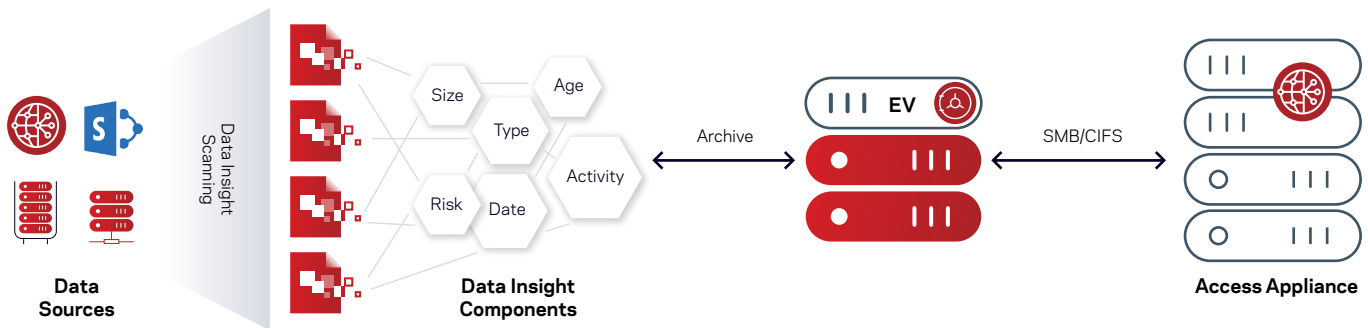 Data
Sources
Data Insight
Scanning
Size
Age
Type
Activity
Risk
Date
Data Insight
Components
Archive
EV
SMB/CIFS
Access Appliance
S